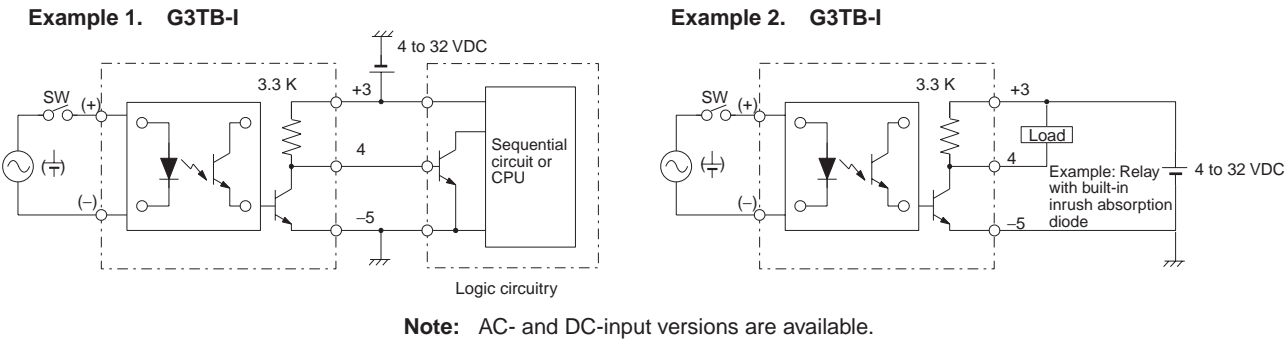 Example 1. G3TB-I
4 to 32 VDC
3.3 K
+3
SW
(+)
4
Sequential
circuit or
CPU
(–)
–5
Logic circuitry
Example 2. G3TB-I
3.3 K
+3
SW
(+)
Load
4
Example: Relay
with built-in
inrush absorption
diode
4 to 32 VDC
(–)
–5
Note: AC- and DC-input versions are available.